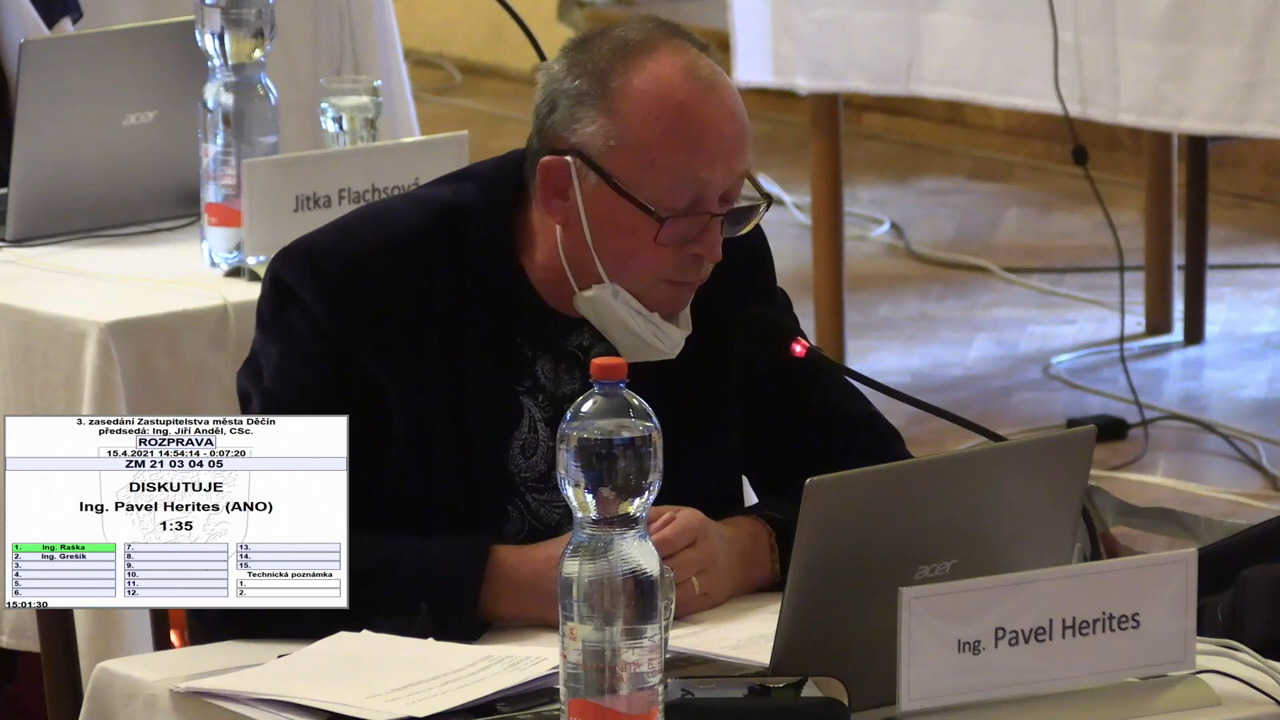 acer
Jitka Flachsová
3. zasedání Zastupitelstva města Děčín
předsedá: Ing. Jiří Anděl, CSc.
ROZPRAVA
15.4.2021 14:54:14 - 0:07:20
ZM 21 03 04 05
DISKUTUJE
Ing. Pavel Herites (ANO)
1:35
1. Ing. Raška 7. 13.
2. Ing. Grešík 8. 14.
3. 9. 15.
4. 10. Technická poznámka
5. 11. 1.
6. 12. 2.
15:01:30
acer
Ing. Pavel Herites